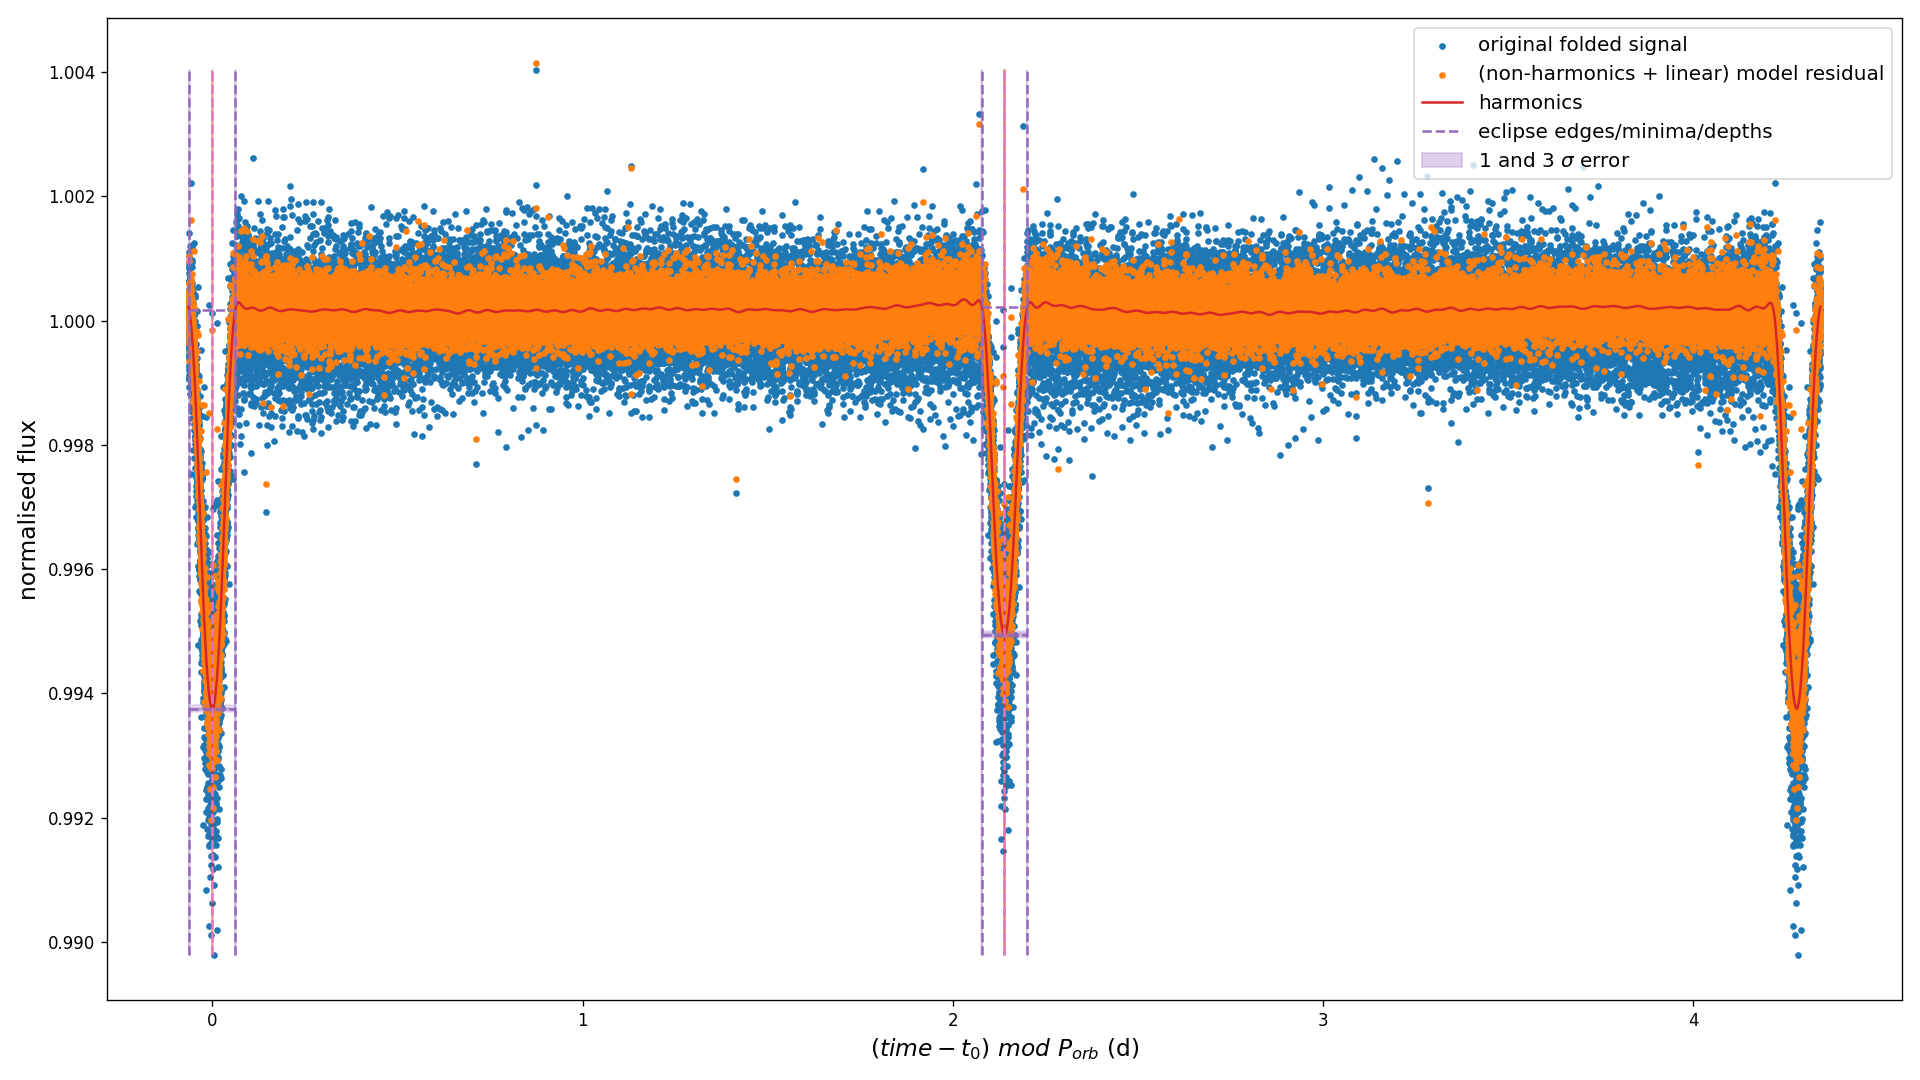 original folded signal
(non-harmonics + linear) model residual
harmonics
eclipse edges/minima/depths
1 and 3 σ error
normalised flux
1.004
1.002
1.000
0.998
0.996
0.994
0.992
0.990
0 1 2 3 4
(time − t₀) mod P_orb (d)